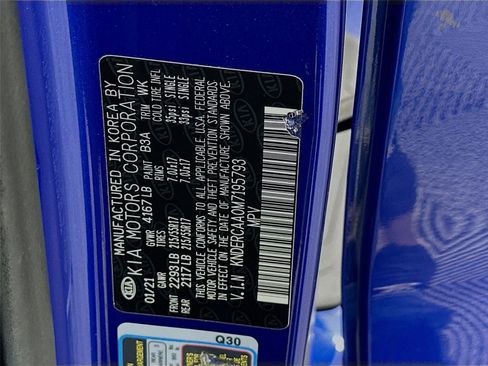 MANUFACTURED IN KOREA BY
KIA MOTORS CORPORATION
KIA 01/21 GVWR 4167 LB PAINT B3A TRIM WK
GAWR TIRES RIMS COLD TIRE INFL
FRONT 2293 LB 215/55R17 7.0Jx17 35psi SINGLE
REAR 2117 LB 215/55R17 7.0Jx17 35psi SINGLE
THIS VEHICLE CONFORMS TO ALL APPLICABLE U.S.A. FEDERAL
MOTOR VEHICLE SAFETY AND THEFT PREVENTION STANDARDS
IN EFFECT ON THE DATE OF MANUFACTURE SHOWN ABOVE.
V.I.N: KNDERCAA0M7195793
MPV
Q30